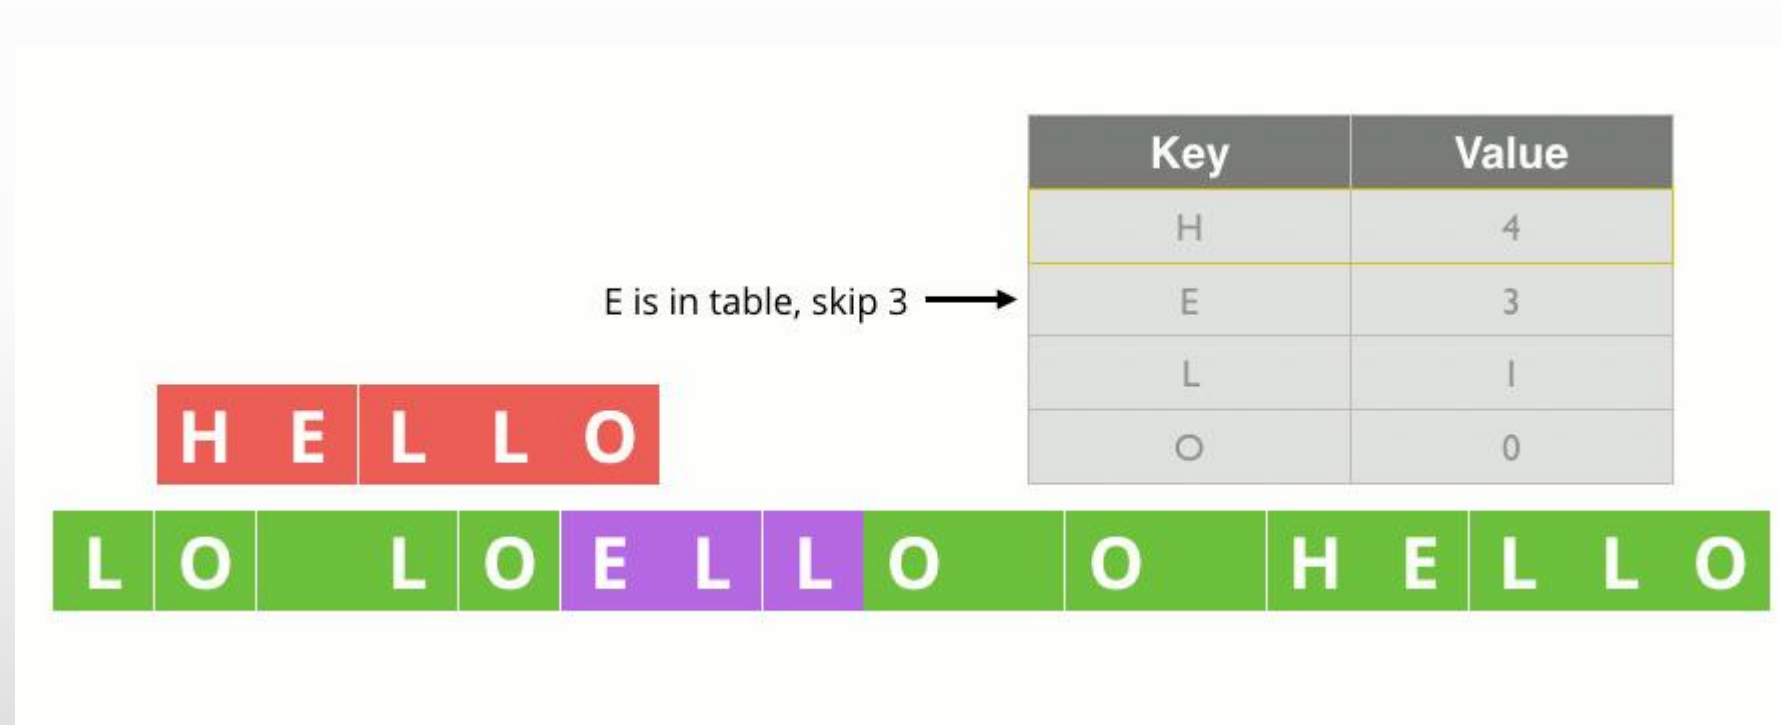 Key Value
H 4
E is in table, skip 3 E 3
L 1
O 0
H E L L O
L O L O E L L O O H E L L O